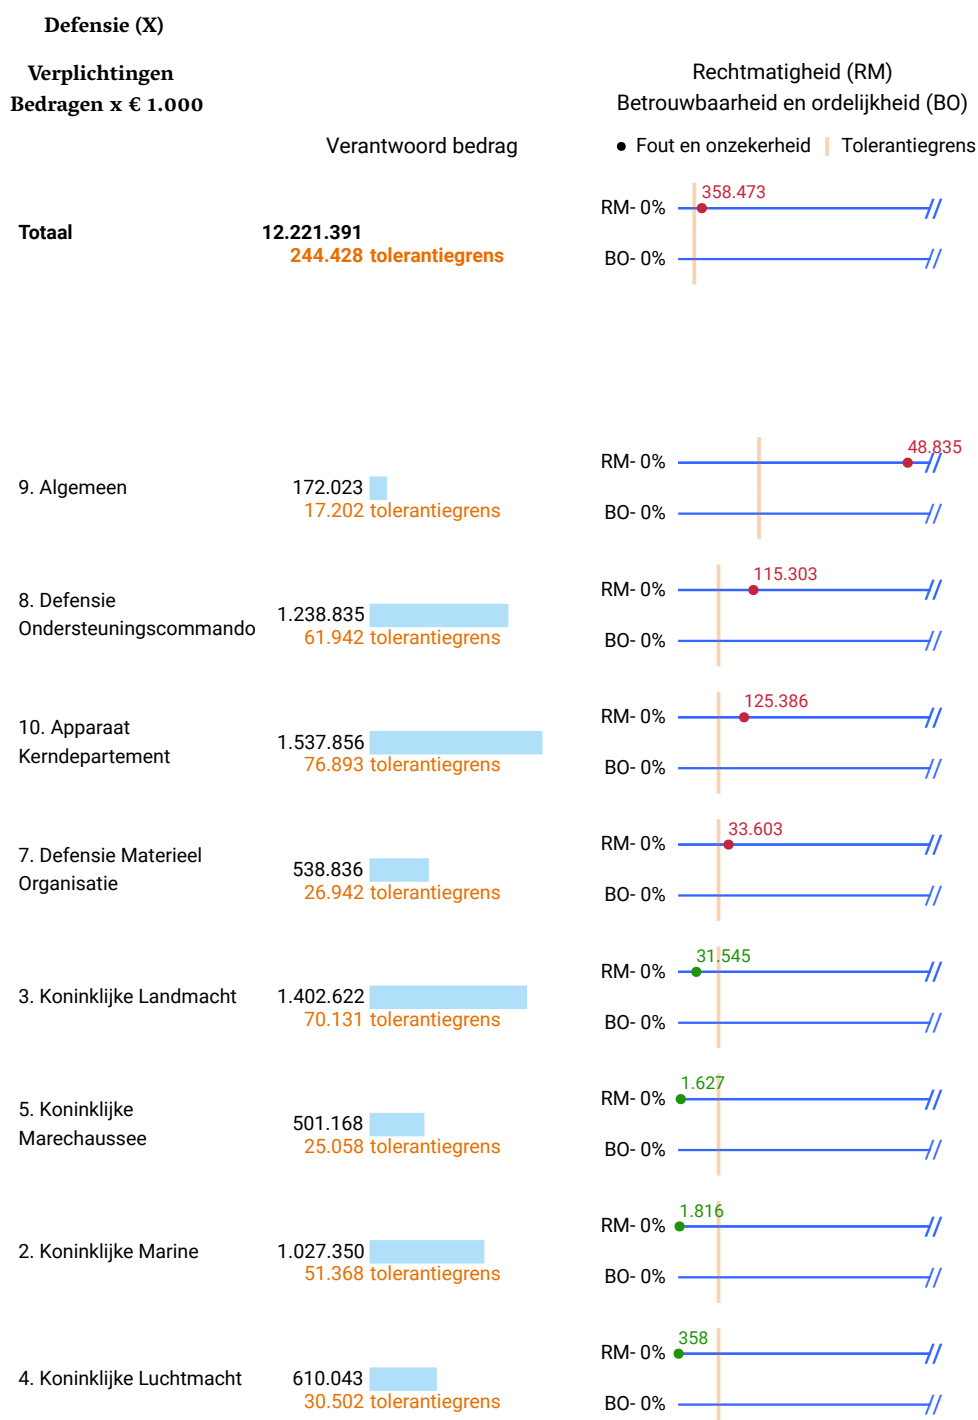 Defensie (X)
Verplichtingen
Bedragen x € 1.000
Rechtmatigheid (RM)
Betrouwbaarheid en ordelijkheid (BO)
Verantwoord bedrag
Fout en onzekerheid
Tolerantiegrens
Totaal
12.221.391
244.428 tolerantiegrens
RM- 0%
358.473
BO- 0%
9. Algemeen
172.023
17.202 tolerantiegrens
RM- 0%
48.835
BO- 0%
8. Defensie
Ondersteuningscommando
1.238.835
61.942 tolerantiegrens
RM- 0%
115.303
BO- 0%
10. Apparaat
Kerndepartement
1.537.856
76.893 tolerantiegrens
RM- 0%
125.386
BO- 0%
7. Defensie Materieel
Organisatie
538.836
26.942 tolerantiegrens
RM- 0%
33.603
BO- 0%
3. Koninklijke Landmacht
1.402.622
70.131 tolerantiegrens
RM- 0%
31.545
BO- 0%
5. Koninklijke
Marechaussee
501.168
25.058 tolerantiegrens
RM- 0%
1.627
BO- 0%
2. Koninklijke Marine
1.027.350
51.368 tolerantiegrens
RM- 0%
1.816
BO- 0%
4. Koninklijke Luchtmacht
610.043
30.502 tolerantiegrens
RM- 0%
358
BO- 0%